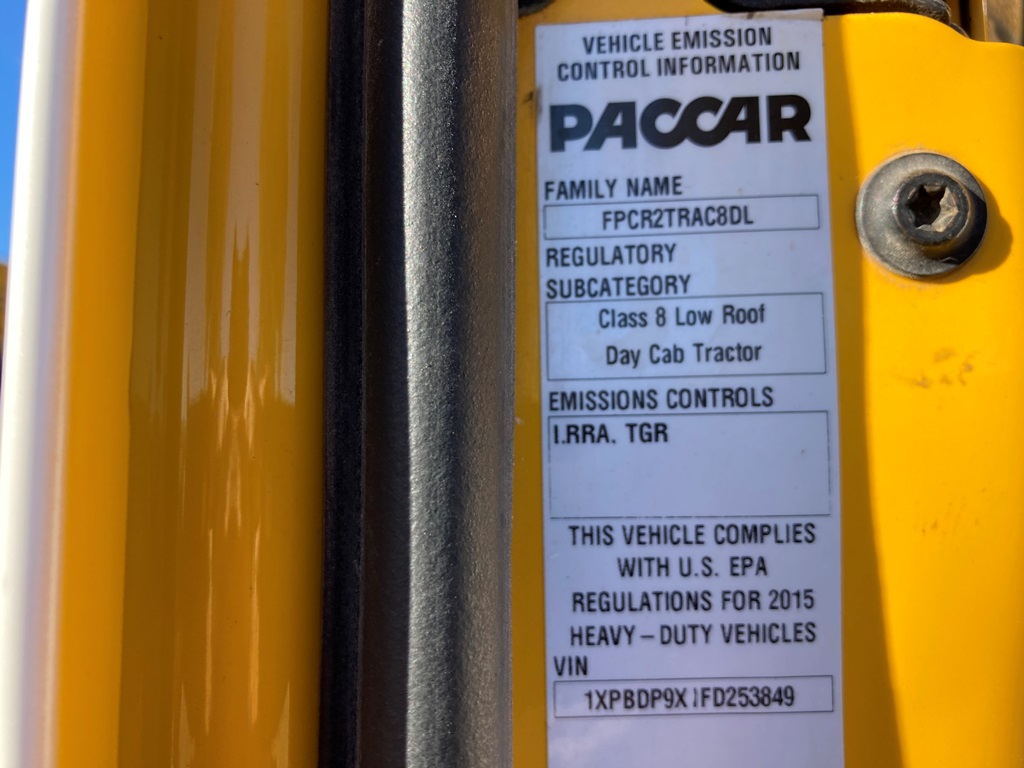 VEHICLE EMISSION
CONTROL INFORMATION
PACCAR
FAMILY NAME
FPCR2TRAC8DL
REGULATORY
SUBCATEGORY
Class 8 Low Roof
Day Cab Tractor
EMISSIONS CONTROLS
I.RRA. TGR
THIS VEHICLE COMPLIES
WITH U.S. EPA
REGULATIONS FOR 2015
HEAVY-DUTY VEHICLES
VIN
1XPBDP9X1FD253849